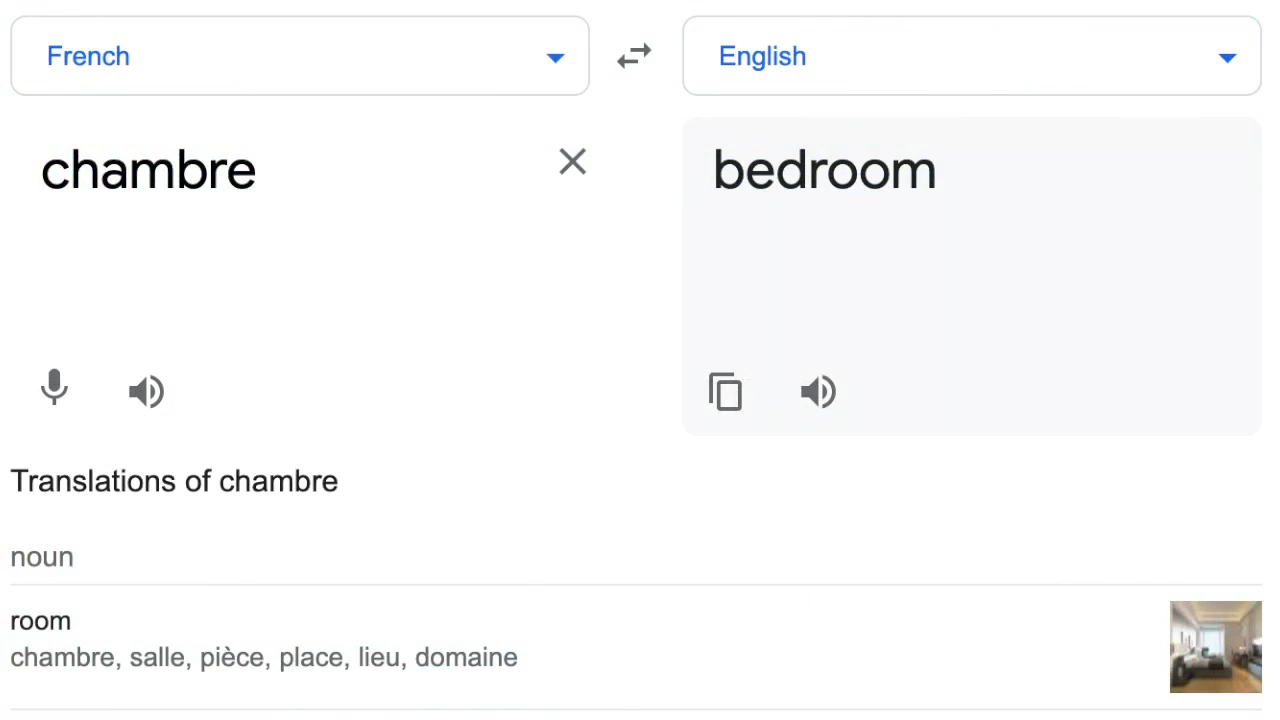 French
English
chambre
bedroom
Translations of chambre
noun
room
chambre, salle, pièce, place, lieu, domaine